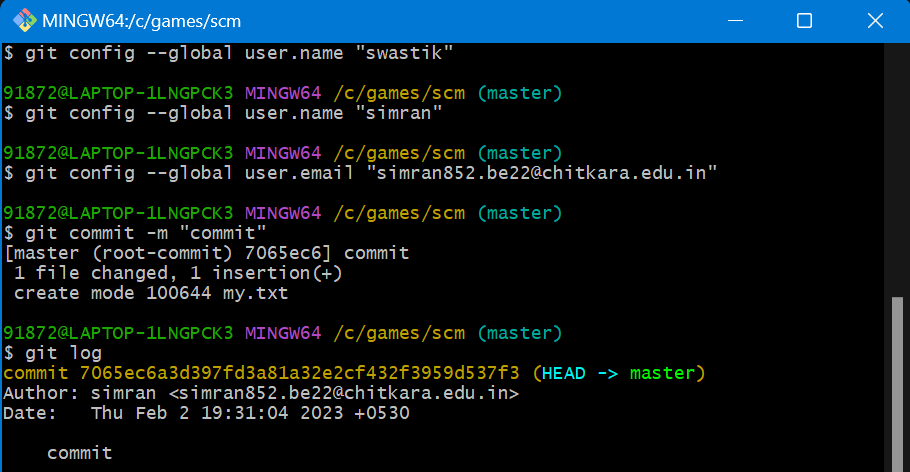 MINGW64:/c/games/scm
$ git config --global user.name "swastik"
91872@LAPTOP-1LNGPCK3 MINGW64 /c/games/scm (master)
$ git config --global user.name "simran"
91872@LAPTOP-1LNGPCK3 MINGW64 /c/games/scm (master)
$ git config --global user.email "simran852.be22@chitkara.edu.in"
91872@LAPTOP-1LNGPCK3 MINGW64 /c/games/scm (master)
$ git commit -m "commit"
[master (root-commit) 7065ec6] commit
 1 file changed, 1 insertion(+)
 create mode 100644 my.txt
91872@LAPTOP-1LNGPCK3 MINGW64 /c/games/scm (master)
$ git log
commit 7065ec6a3d397fd3a81a32e2cf432f3959d537f3 (HEAD -> master)
Author: simran <simran852.be22@chitkara.edu.in>
Date:   Thu Feb 2 19:31:04 2023 +0530
    commit